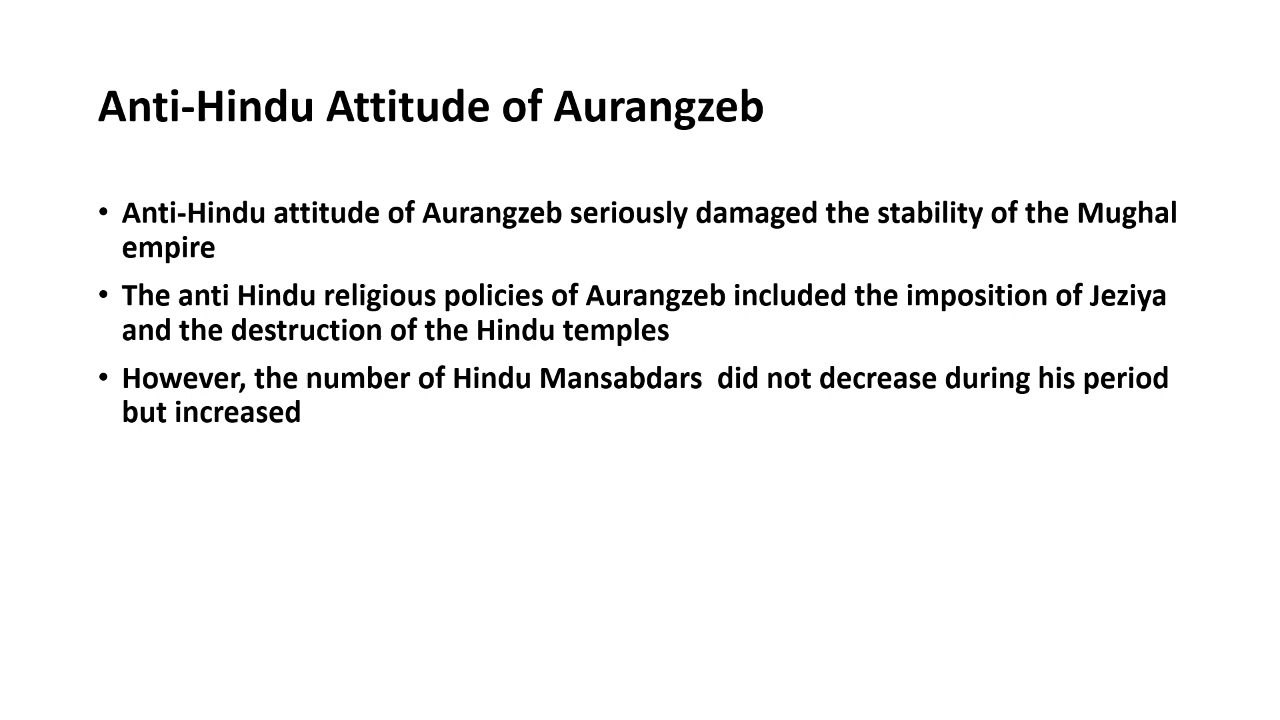 Anti-Hindu Attitude of Aurangzeb
• Anti-Hindu attitude of Aurangzeb seriously damaged the stability of the Mughal
empire
• The anti Hindu religious policies of Aurangzeb included the imposition of Jeziya
and the destruction of the Hindu temples
• However, the number of Hindu Mansabdars  did not decrease during his period
but increased